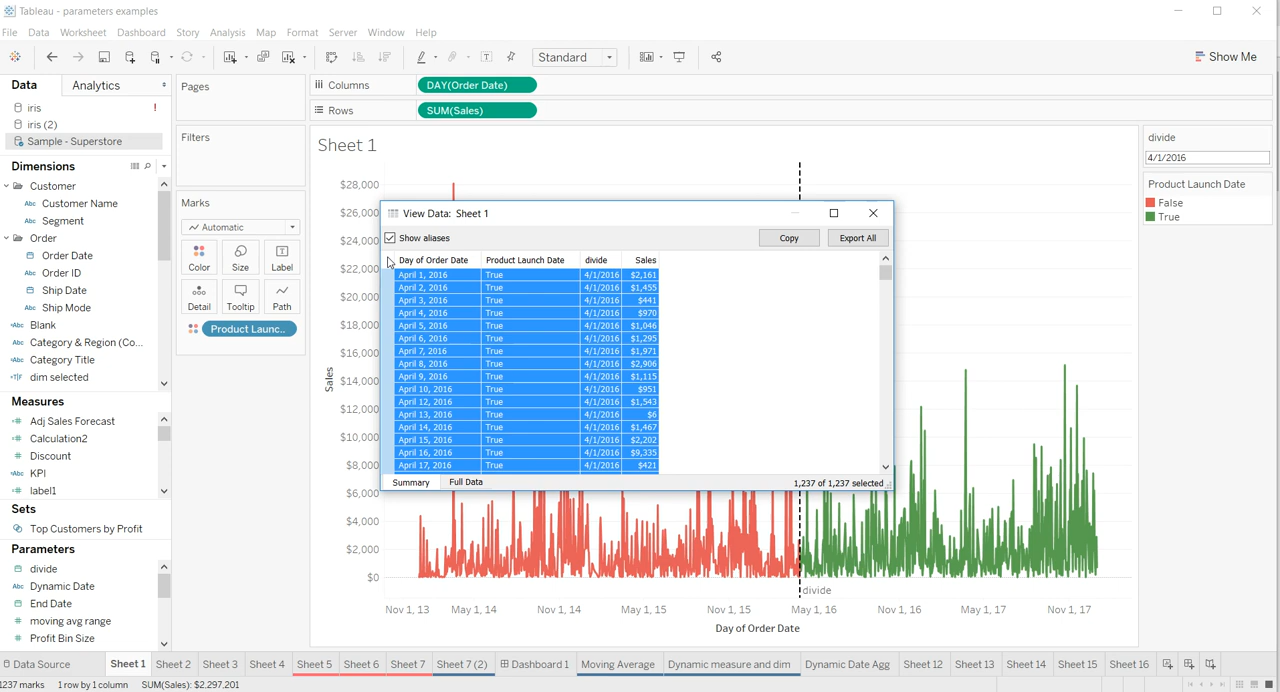 Tableau - parameters examples
File Data Worksheet Dashboard Story Analysis Map Format Server Window Help
Standard
Show Me
Data Analytics
iris !
iris (2)
Sample - Superstore
Dimensions
Customer
Abc Customer Name
Abc Segment
Order
Order Date
Abc Order ID
Ship Date
Abc Ship Mode
=Abc Blank
Abc Category & Region (Co...
Abc Category Title
dim selected
Measures
=# Adj Sales Forecast
=# Calculation2
# Discount
=Abc KPI
=# label1
Sets
Top Customers by Profit
Parameters
divide
Abc Dynamic Date
End Date
# moving avg range
# Profit Bin Size
Pages
Filters
Marks
Automatic
Color Size Label
Detail Tooltip Path
Product Launc..
Columns DAY(Order Date)
Rows SUM(Sales)
Sheet 1
$28,000
$26,000
$24,000
$22,000
$20,000
$18,000
$16,000
$14,000
$12,000
$10,000
$8,000
$6,000
$4,000
$2,000
$0
Sales
View Data: Sheet 1
Show aliases Copy Export All
Day of Order Date Product Launch Date divide Sales
April 1, 2016 True 4/1/2016 $2,161
April 2, 2016 True 4/1/2016 $1,455
April 3, 2016 True 4/1/2016 $441
April 4, 2016 True 4/1/2016 $970
April 5, 2016 True 4/1/2016 $1,046
April 6, 2016 True 4/1/2016 $1,295
April 7, 2016 True 4/1/2016 $1,971
April 8, 2016 True 4/1/2016 $2,906
April 9, 2016 True 4/1/2016 $1,115
April 10, 2016 True 4/1/2016 $951
April 12, 2016 True 4/1/2016 $1,543
April 13, 2016 True 4/1/2016 $6
April 14, 2016 True 4/1/2016 $1,467
April 15, 2016 True 4/1/2016 $2,202
April 16, 2016 True 4/1/2016 $9,335
April 17, 2016 True 4/1/2016 $421
Summary Full Data 1,237 of 1,237 selected
divide
Nov 1, 13 May 1, 14 Nov 1, 14 May 1, 15 Nov 1, 15 May 1, 16 Nov 1, 16 May 1, 17 Nov 1, 17
Day of Order Date
divide
4/1/2016
Product Launch Date
False
True
Data Source Sheet 1 Sheet 2 Sheet 3 Sheet 4 Sheet 5 Sheet 6 Sheet 7 Sheet 7 (2) Dashboard 1 Moving Average Dynamic measure and dim Dynamic Date Agg Sheet 12 Sheet 13 Sheet 14 Sheet 15 Sheet 16
1237 marks 1 row by 1 column SUM(Sales): $2,297,201